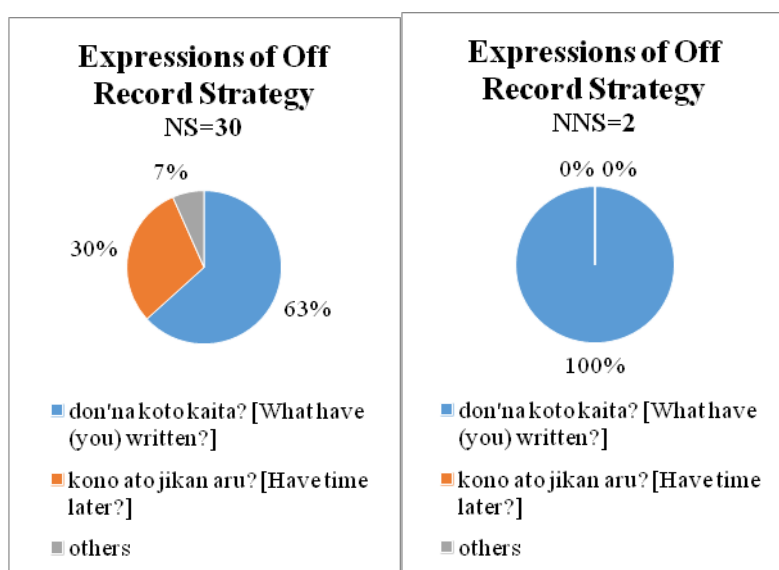 Expressions of Off
Record Strategy
NS=30
7%
30%
63%
don'na koto kaita? [What have
(you) written?]
kono ato jikan aru? [Have time
later?]
others
Expressions of Off
Record Strategy
NNS=2
0% 0%
100%
don'na koto kaita? [What have
(you) written?]
kono ato jikan aru? [Have time
later?]
others